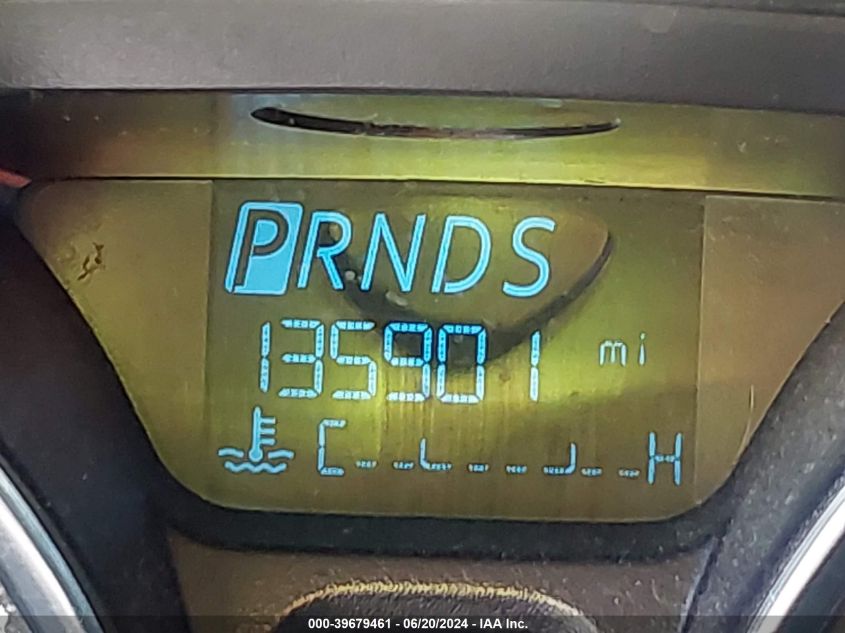 PRNDS
135901 mi
C H
000-39679461 - 06/20/2024 - IAA Inc.